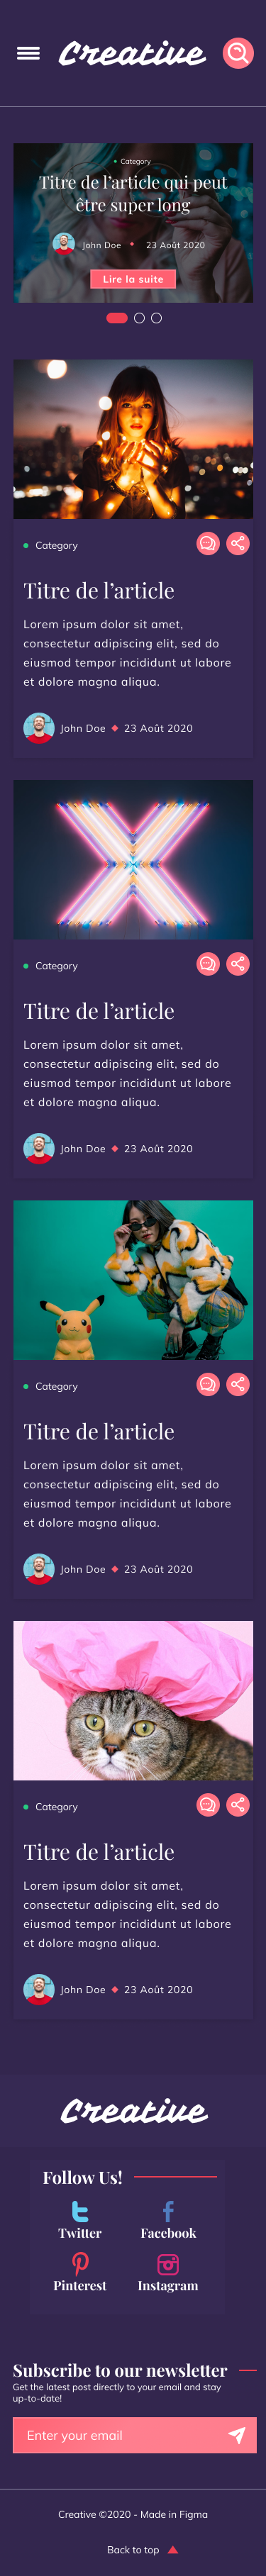 Creative
Category
Titre de l'article qui peut
être super long
John Doe 23 Août 2020
Lire la suite
Category
Titre de l'article
Lorem ipsum dolor sit amet,
consectetur adipiscing elit, sed do
eiusmod tempor incididunt ut labore
et dolore magna aliqua.
John Doe 23 Août 2020
Category
Titre de l'article
Lorem ipsum dolor sit amet,
consectetur adipiscing elit, sed do
eiusmod tempor incididunt ut labore
et dolore magna aliqua.
John Doe 23 Août 2020
Category
Titre de l'article
Lorem ipsum dolor sit amet,
consectetur adipiscing elit, sed do
eiusmod tempor incididunt ut labore
et dolore magna aliqua.
John Doe 23 Août 2020
Category
Titre de l'article
Lorem ipsum dolor sit amet,
consectetur adipiscing elit, sed do
eiusmod tempor incididunt ut labore
et dolore magna aliqua.
John Doe 23 Août 2020
Creative
Follow Us!
Twitter Facebook
Pinterest Instagram
Subscribe to our newsletter
Get the latest post directly to your email and stay
up-to-date!
Enter your email
Creative ©2020 - Made in Figma
Back to top